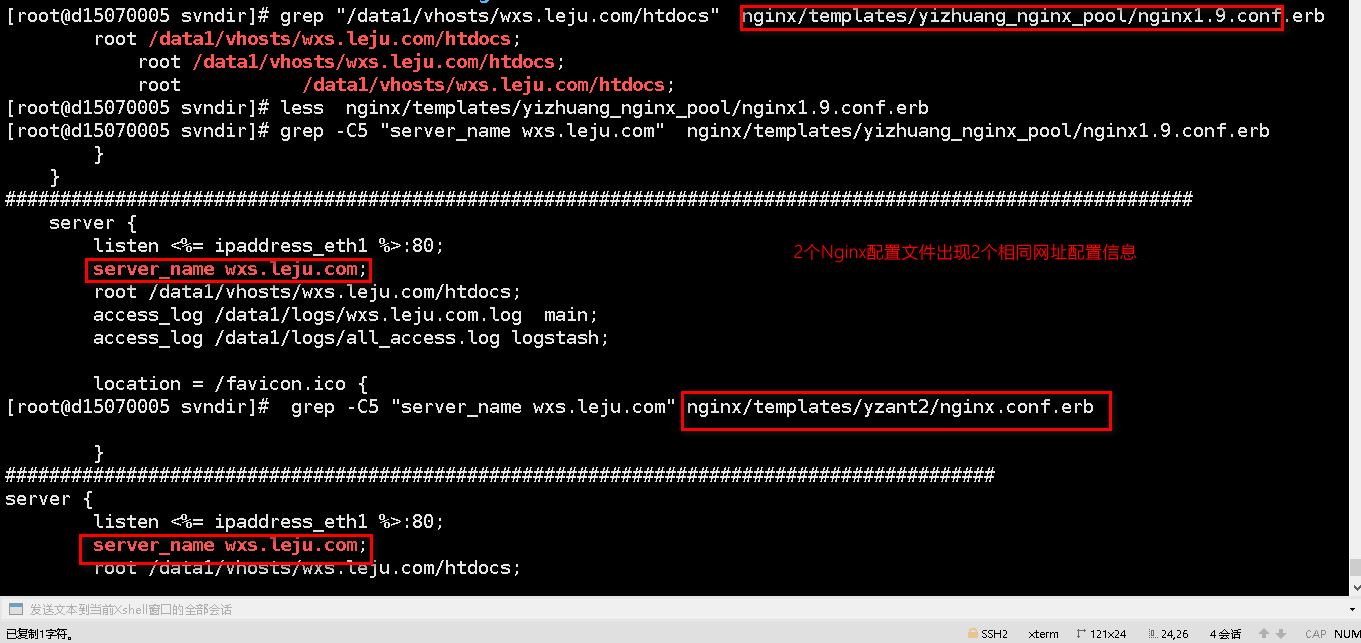 [root@d15070005 svndir]# grep "/data1/vhosts/wxs.leju.com/htdocs" nginx/templates/yizhuang_nginx_pool/nginx1.9.conf.erb
root /data1/vhosts/wxs.leju.com/htdocs;
root /data1/vhosts/wxs.leju.com/htdocs;
root /data1/vhosts/wxs.leju.com/htdocs;
[root@d15070005 svndir]# less nginx/templates/yizhuang_nginx_pool/nginx1.9.conf.erb
[root@d15070005 svndir]# grep -C5 "server_name wxs.leju.com" nginx/templates/yizhuang_nginx_pool/nginx1.9.conf.erb
}
}
############################################################################################################
server {
listen <%= ipaddress_eth1 %>:80;
2个Nginx配置文件出现2个相同网址配置信息
server_name wxs.leju.com;
root /data1/vhosts/wxs.leju.com/htdocs;
access_log /data1/logs/wxs.leju.com.log main;
access_log /data1/logs/all_access.log logstash;
location = /favicon.ico {
[root@d15070005 svndir]# grep -C5 "server_name wxs.leju.com" nginx/templates/yzant2/nginx.conf.erb
}
##########################################################################################
server {
listen <%= ipaddress_eth1 %>:80;
server_name wxs.leju.com;
root /data1/vhosts/wxs.leju.com/htdocs;
发送文本到当前Xshell窗口的全部会话
已复制1字符。 SSH2 xterm 121x24 24,26 4 会话 CAP NUM